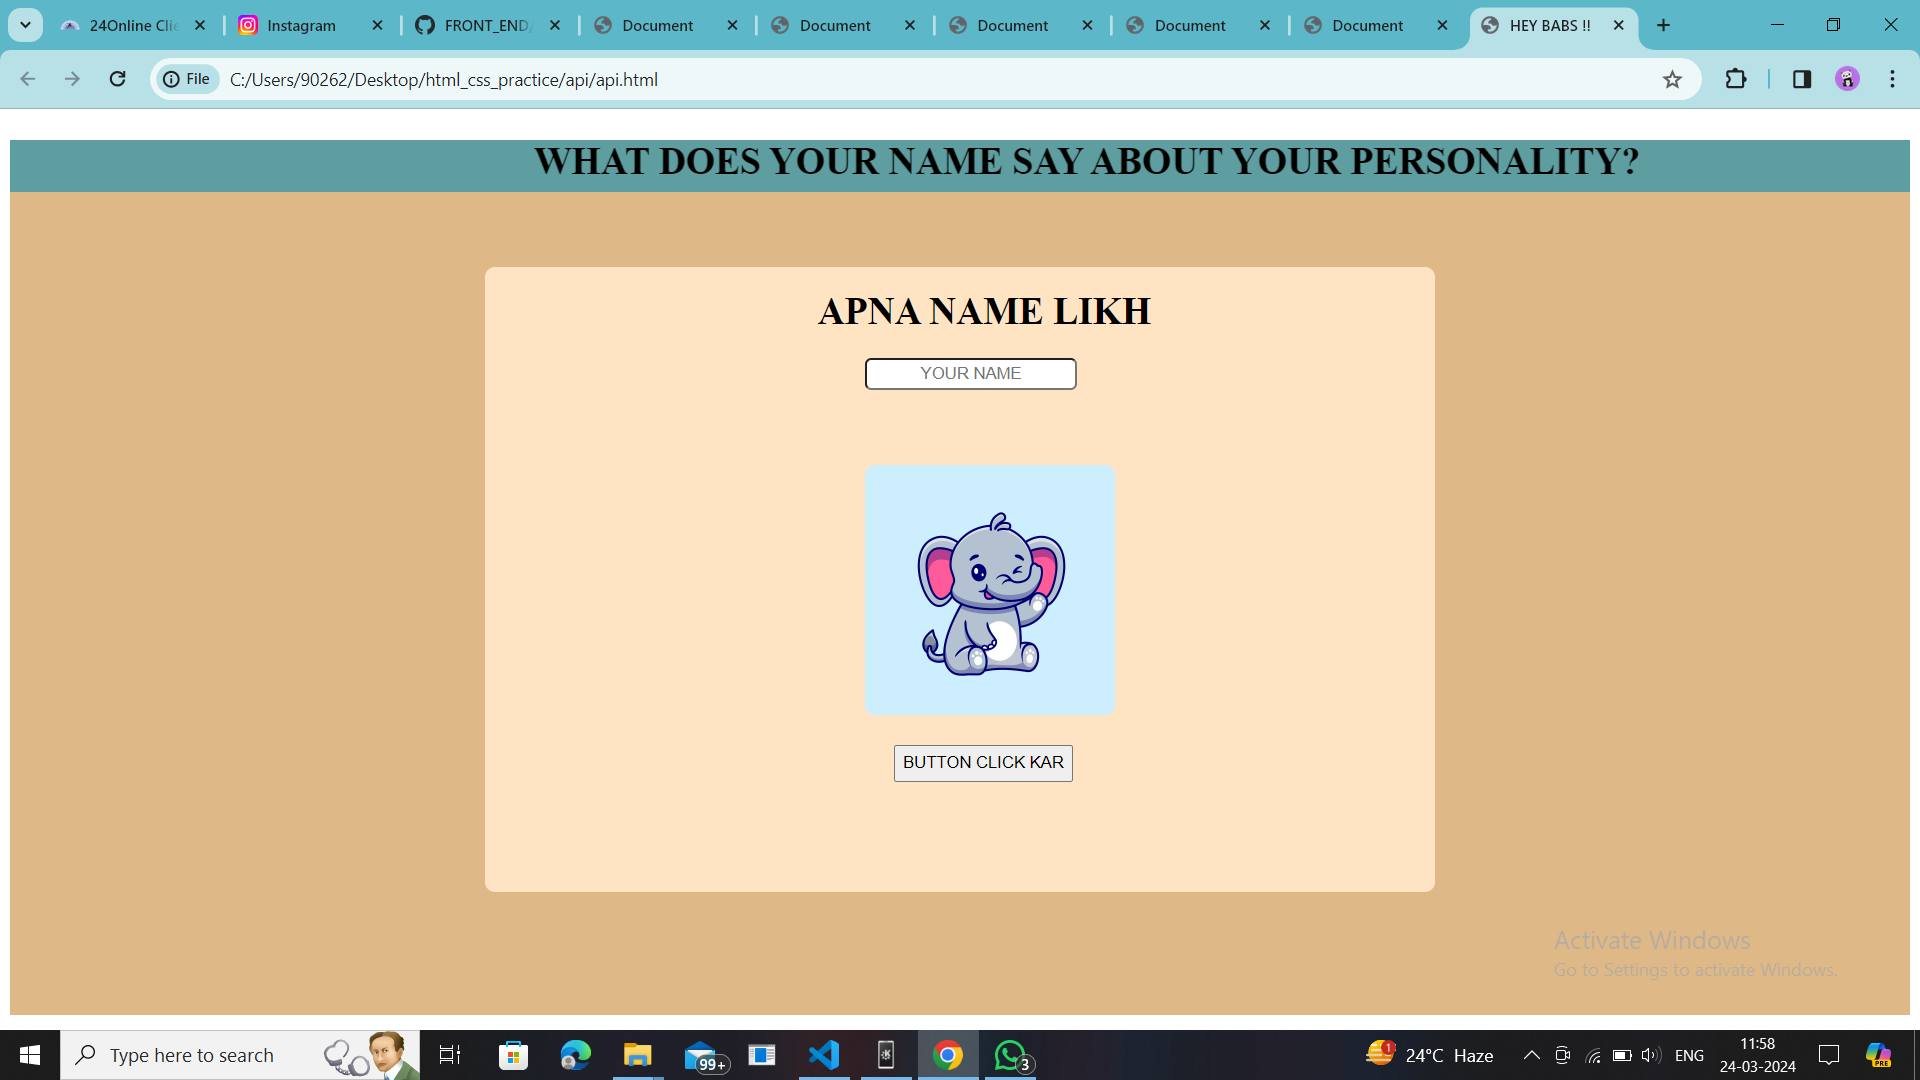 24Online Clie
Instagram
FRONT_END/
Document
Document
Document
Document
Document
HEY BABS !!
File
C:/Users/90262/Desktop/html_css_practice/api/api.html
WHAT DOES YOUR NAME SAY ABOUT YOUR PERSONALITY?
APNA NAME LIKH
YOUR NAME
BUTTON CLICK KAR
Activate Windows
Go to Settings to activate Windows.
Type here to search
99+
3
1
24°C Haze
ENG
11:58
24-03-2024
PRE